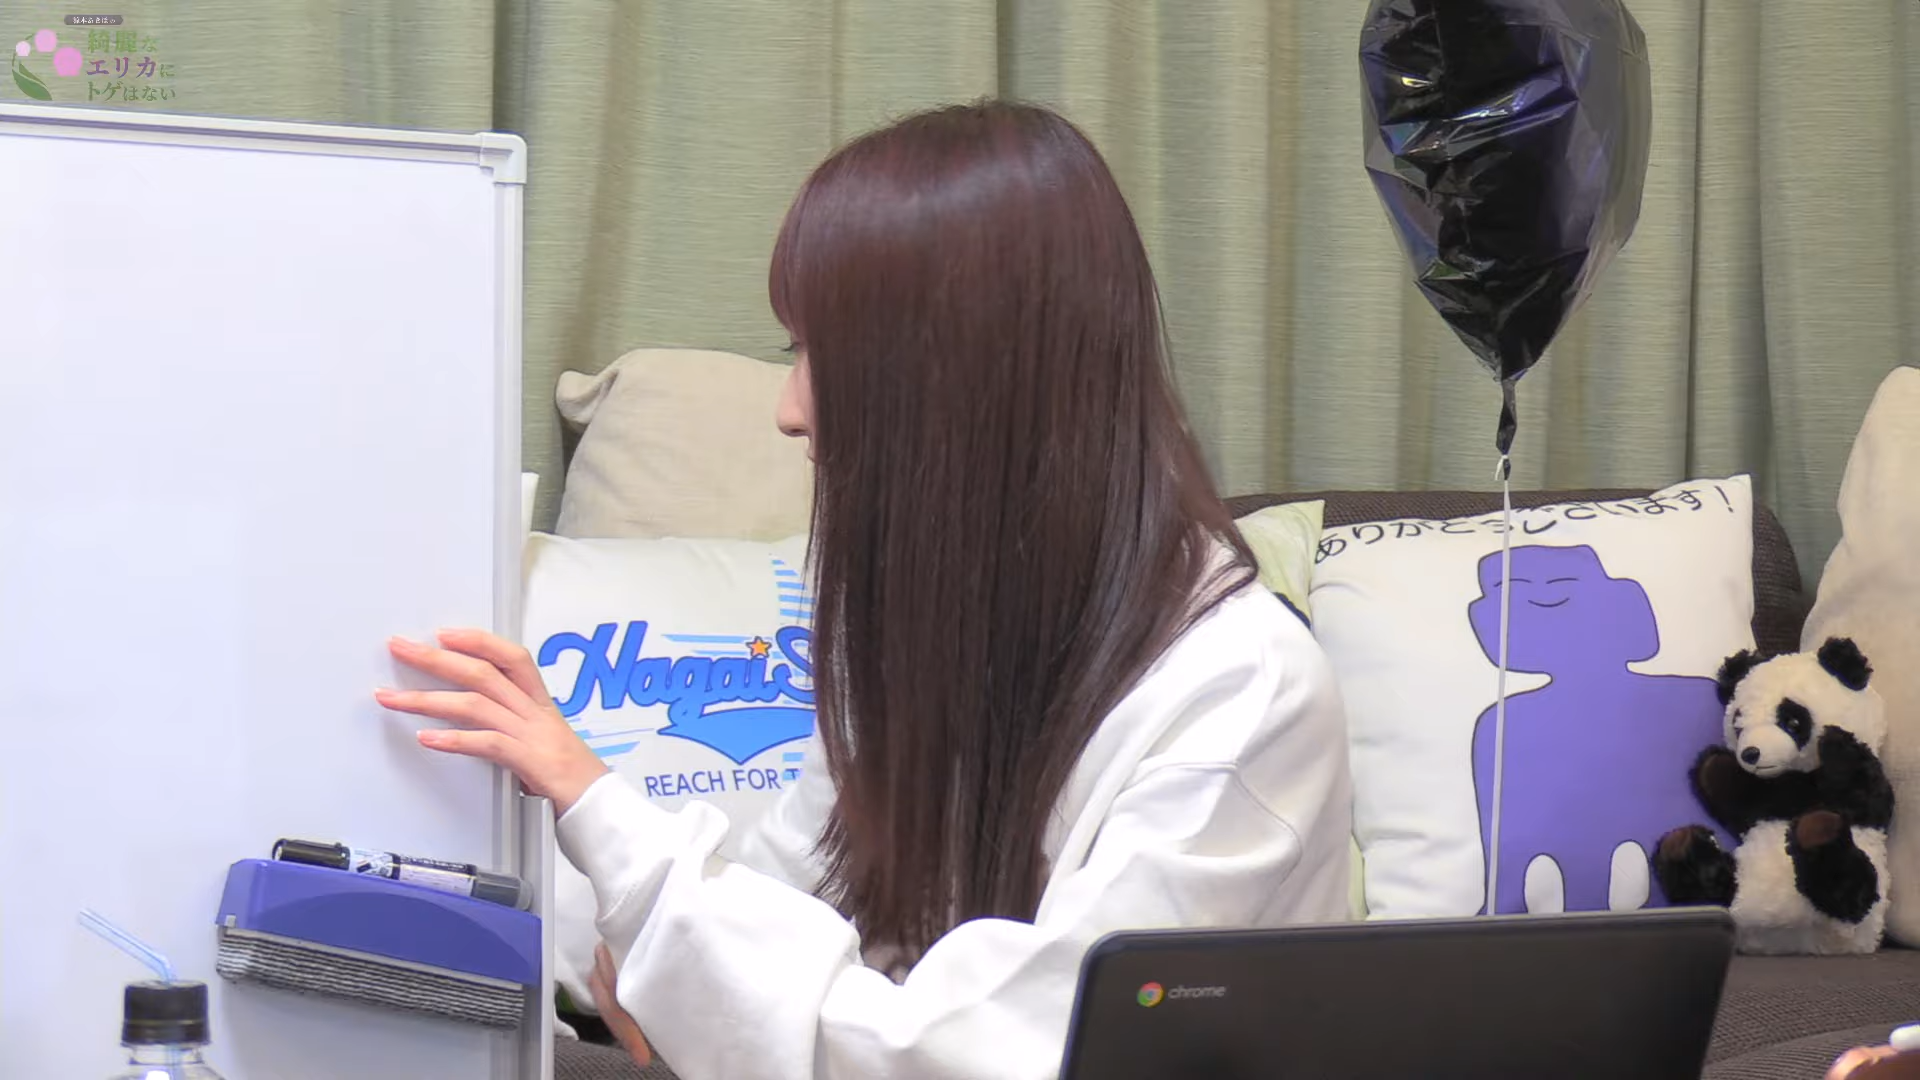 綺麗な
エリカに
トゲはない
ありがとうございます!
REACH FOR
chrome